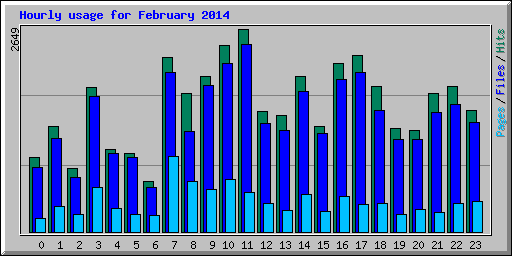 Hourly usage for February 2014
2649
Pages/Files/Hits
0 1 2 3 4 5 6 7 8 9 10 11 12 13 14 15 16 17 18 19 20 21 22 23